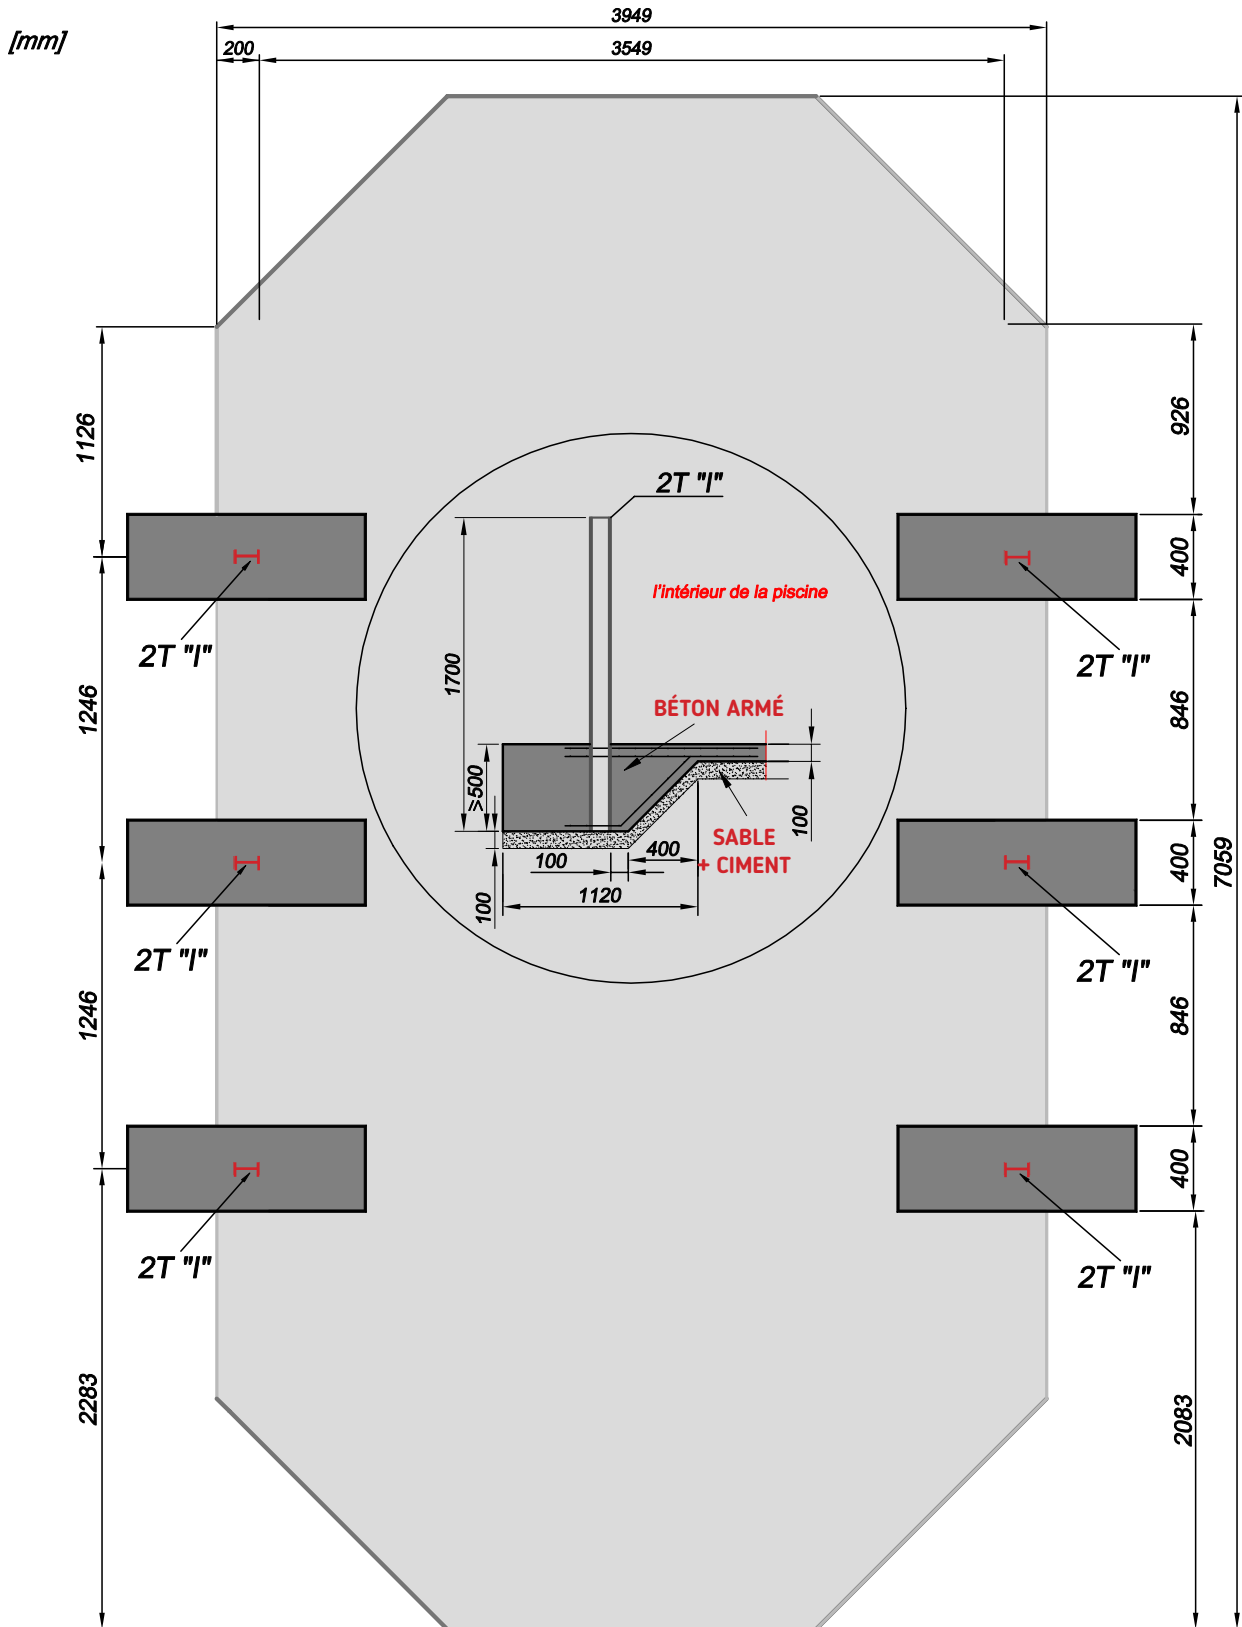 3949
[mm]
200
3549
1126
926
2T "I"
1700
l'intérieur de la piscine
400
2T "I"
2T "I"
BÉTON ARMÉ
1246
846
≥500
100
SABLE
+ CIMENT
400
100
1120
100
400
7059
2T "I"
2T "I"
1246
846
400
2T "I"
2T "I"
2283
2083